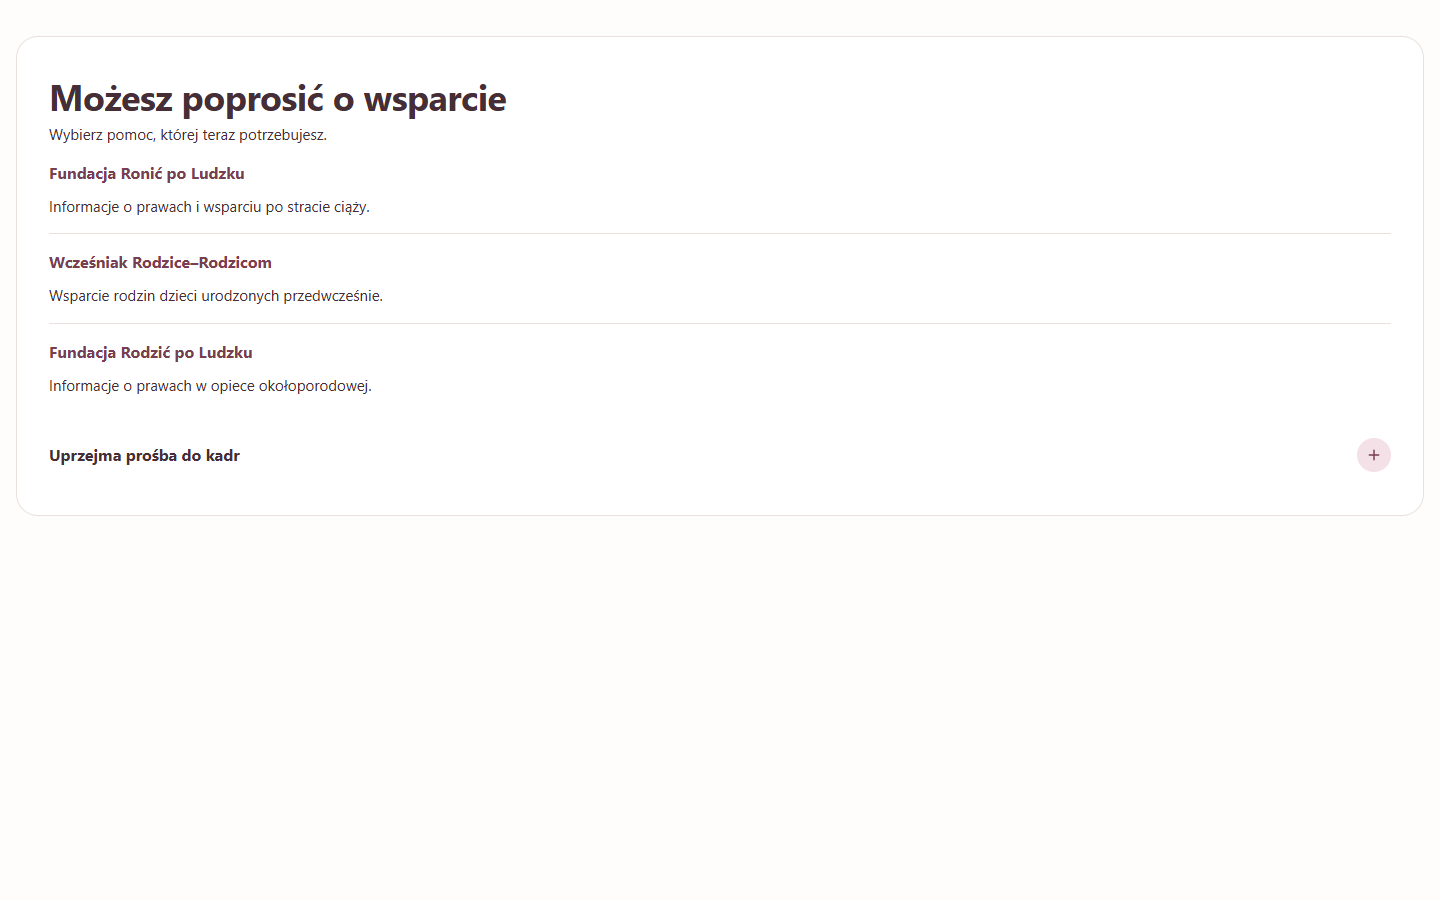 Możesz poprosić o wsparcie
Wybierz pomoc, której teraz potrzebujesz.
Fundacja Ronić po Ludzku
Informacje o prawach i wsparciu po stracie ciąży.
Wcześniak Rodzice–Rodzicom
Wsparcie rodzin dzieci urodzonych przedwcześnie.
Fundacja Rodzić po Ludzku
Informacje o prawach w opiece okołoporodowej.
Uprzejma prośba do kadr
+